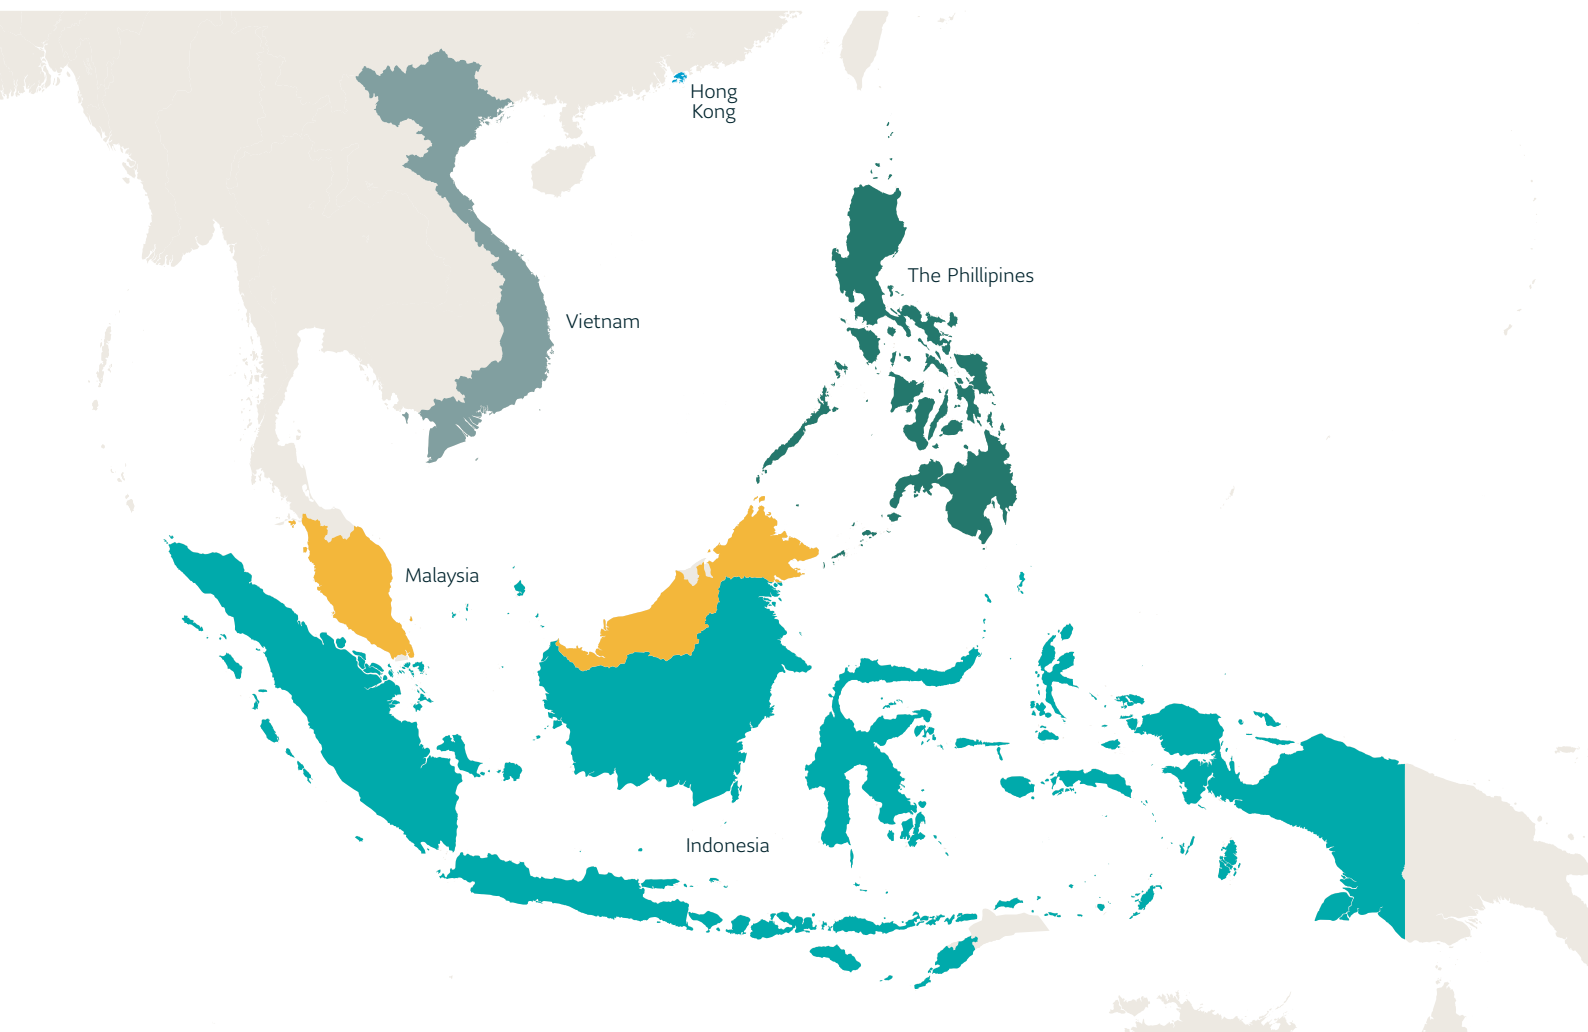 Hong
Kong
The Phillipines
Vietnam
Malaysia
Indonesia